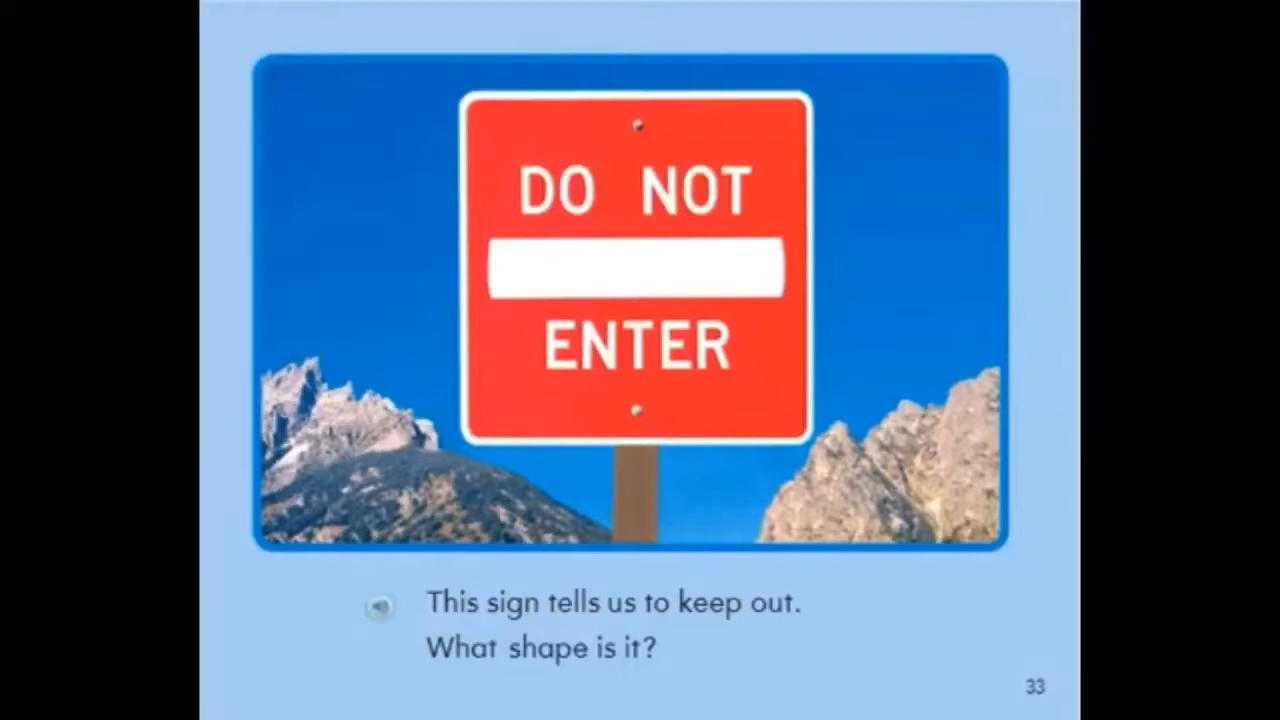 DO NOT
ENTER
This sign tells us to keep out.
What shape is it?
33